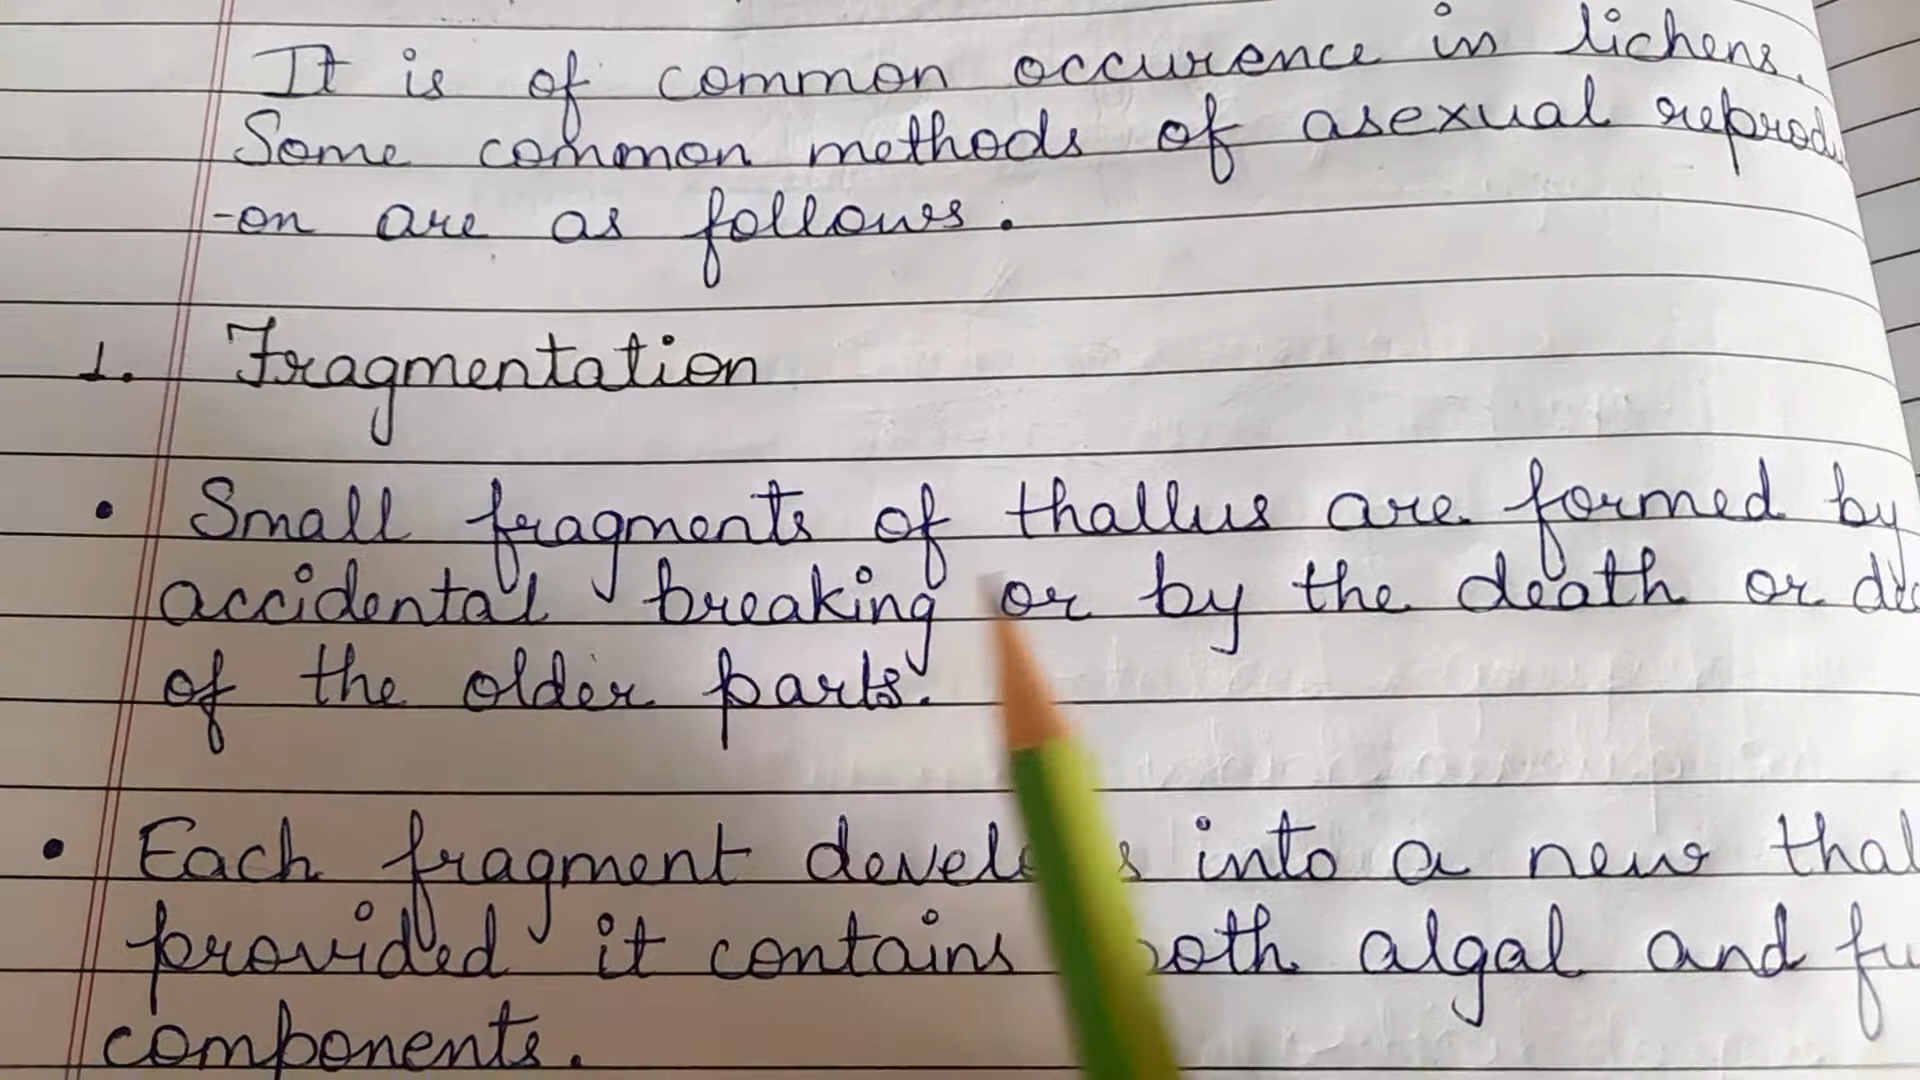 It is of common occurence in lichens.
Some common methods of asexual reprod
-on are as follows.
1. Fragmentation
• Small fragments of thallus are formed by
accidental breaking or by the death or
of the older parts.
• Each fragment into a new
provided it contains both algal and
components.